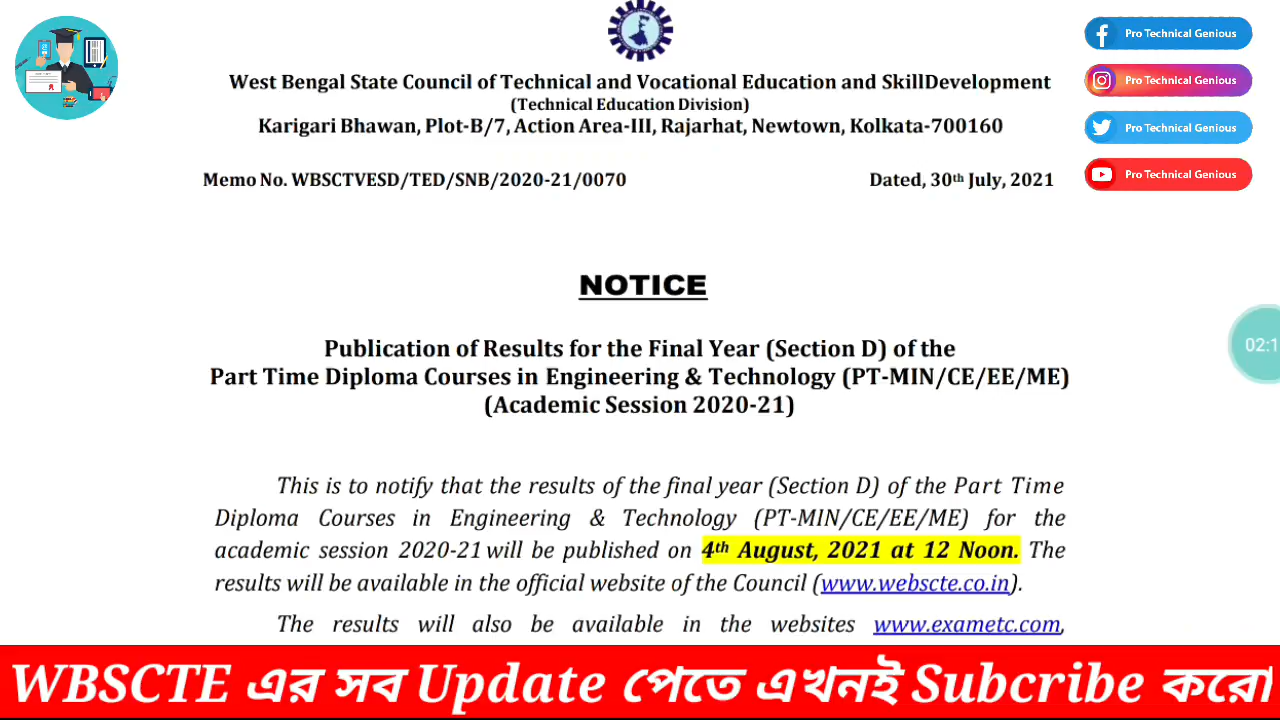 West Bengal State Council of Technical and Vocational Education and SkillDevelopment
(Technical Education Division)
Karigari Bhawan, Plot-B/7, Action Area-III, Rajarhat, Newtown, Kolkata-700160
Pro Technical Genious
Pro Technical Genious
Pro Technical Genious
Pro Technical Genious
Memo No. WBSCTVESD/TED/SNB/2020-21/0070 Dated, 30th July, 2021
NOTICE
Publication of Results for the Final Year (Section D) of the
Part Time Diploma Courses in Engineering & Technology (PT-MIN/CE/EE/ME)
(Academic Session 2020-21)
02:1
This is to notify that the results of the final year (Section D) of the Part Time
Diploma Courses in Engineering & Technology (PT-MIN/CE/EE/ME) for the
academic session 2020-21 will be published on 4th August, 2021 at 12 Noon. The
results will be available in the official website of the Council (www.webscte.co.in).
The results will also be available in the websites www.exametc.com,
WBSCTE এর সব Update পেতে এখনই Subcribe করো